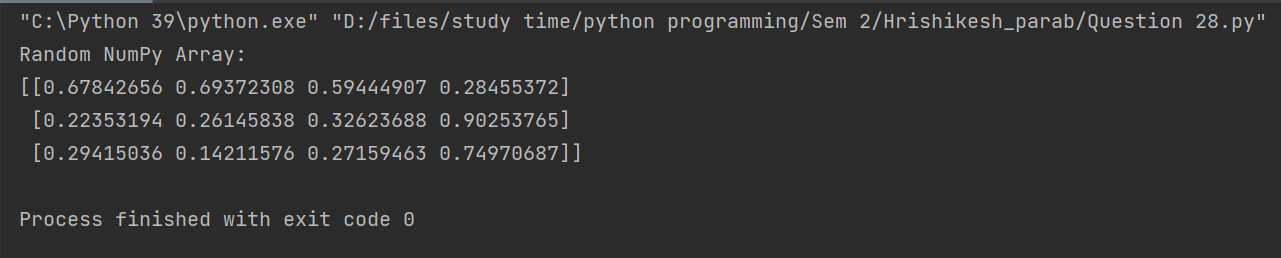 "C:\Python 39\python.exe" "D:/files/study time/python programming/Sem 2/Hrishikesh_parab/Question 28.py"
Random NumPy Array:
[[0.67842656 0.69372308 0.59444907 0.28455372]
 [0.22353194 0.26145838 0.32623688 0.90253765]
 [0.29415036 0.14211576 0.27159463 0.74970687]]
Process finished with exit code 0